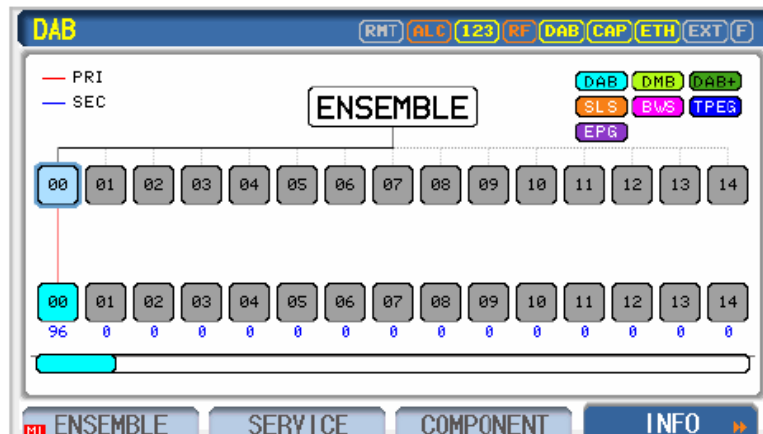 DAB RMT ALC 123 RF DAB CAP ETH EXT F
PRI DAB DMB DAB+
SEC ENSEMBLE SLS BWS TPEG
EPG
00 01 02 03 04 05 06 07 08 09 10 11 12 13 14
00 01 02 03 04 05 06 07 08 09 10 11 12 13 14
96 0 0 0 0 0 0 0 0 0 0 0 0 0 0
ENSEMBLE SERVICE COMPONENT INFO